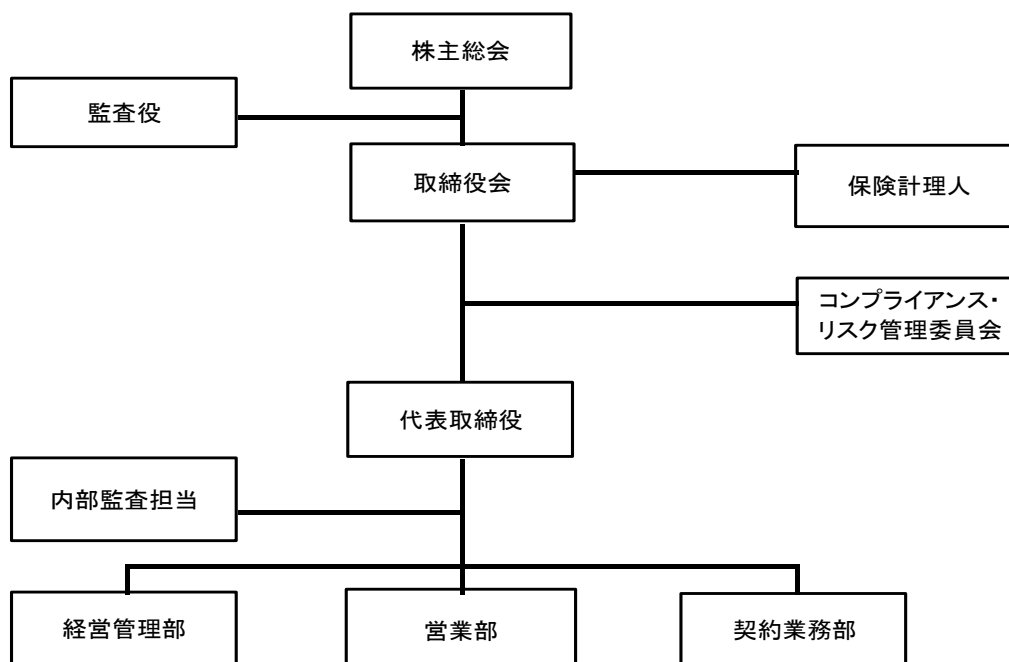 株主総会
監査役
取締役会
保険計理人
コンプライアンス・
リスク管理委員会
代表取締役
内部監査担当
経営管理部
営業部
契約業務部